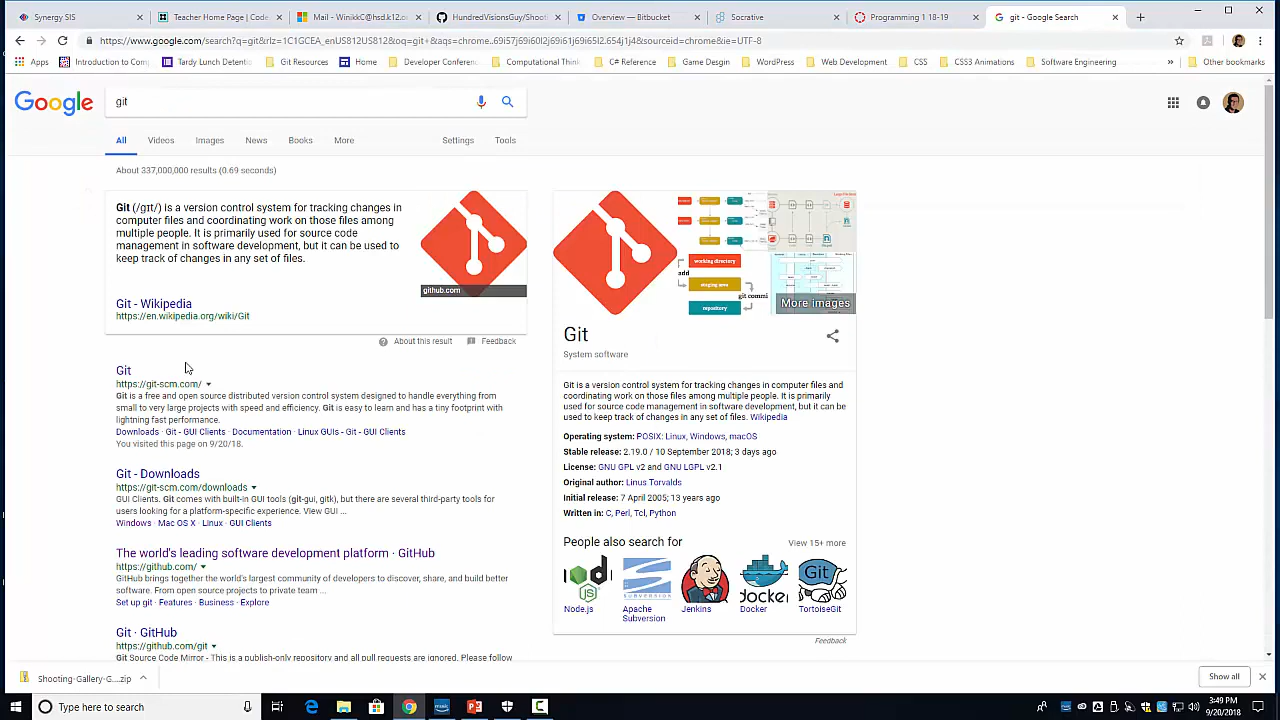 Synergy SIS
Teacher Home Page | Code
Mail - WinikkC@hsd.k12.o
HundredVisionsGuy/Shooti
Overview — Bitbucket
Socrative
Programming 1 18-19
git - Google Search
https://www.google.com/search?q=git&rlz=1C1GCEA_enUS812US812&oq=git+&aqs=chrome..69i57j69i60l2j69i61j69i65l2.654j1j4&sourceid=chrome&ie=UTF-8
Apps
Introduction to Comp
Tardy Lunch Detentio
Git Resources
Home
Developer Conferenc
Computational Think
C# Reference
Game Desgin
WordPress
Web Development
CSS
CSS3 Animations
Software Engineering
»
Other bookmarks
Google
git
All Videos Images News Books More Settings Tools
About 337,000,000 results (0.69 seconds)
Git (/ɡɪt/) is a version control system for tracking changes in
computer files and coordinating work on those files among
multiple people. It is primarily used for source code
management in software development, but it can be used to
keep track of changes in any set of files.
github.com
Git - Wikipedia
https://en.wikipedia.org/wiki/Git
About this result Feedback
Git
https://git-scm.com/
Git is a free and open source distributed version control system designed to handle everything from
small to very large projects with speed and efficiency. Git is easy to learn and has a tiny footprint with
lightning fast performance.
Downloads · Git - GUI Clients · Documentation · Linux GUIs - Git - GUI Clients
You visited this page on 9/20/18.
Git - Downloads
https://git-scm.com/downloads
GUI Clients. Git comes with built-in GUI tools (git-gui, gitk), but there are several third-party tools for
users looking for a platform-specific experience. View GUI ...
Windows · Mac OS X · Linux · GUI Clients
The world's leading software development platform · GitHub
https://github.com/
GitHub brings together the world's largest community of developers to discover, share, and build better
software. From open source projects to private team ...
Set up git · Features · Business · Explore
Git · GitHub
https://github.com/git
Git Source Code Mirror - This is a publish-only repository and all pull requests are ignored. Please follow
working directory
add
staging area
git commi
repository
More images
Git
System software
Git is a version control system for tracking changes in computer files and
coordinating work on those files among multiple people. It is primarily
used for source code management in software development, but it can be
used to keep track of changes in any set of files. Wikipedia
Operating system: POSIX: Linux, Windows, macOS
Stable release: 2.19.0 / 10 September 2018; 3 days ago
License: GNU GPL v2 and GNU LGPL v2.1
Original author: Linus Torvalds
Initial release: 7 April 2005; 13 years ago
Written in: C, Perl, Tcl, Python
People also search for
View 15+ more
node
JS
SUBVERSION
docker
Git
Node.js
Apache
Subversion
Jenkins
Docker
TortoiseGit
Feedback
Shooting-Gallery-G....zip
Show all
Type here to search
music
3:49 PM
9/20/2018